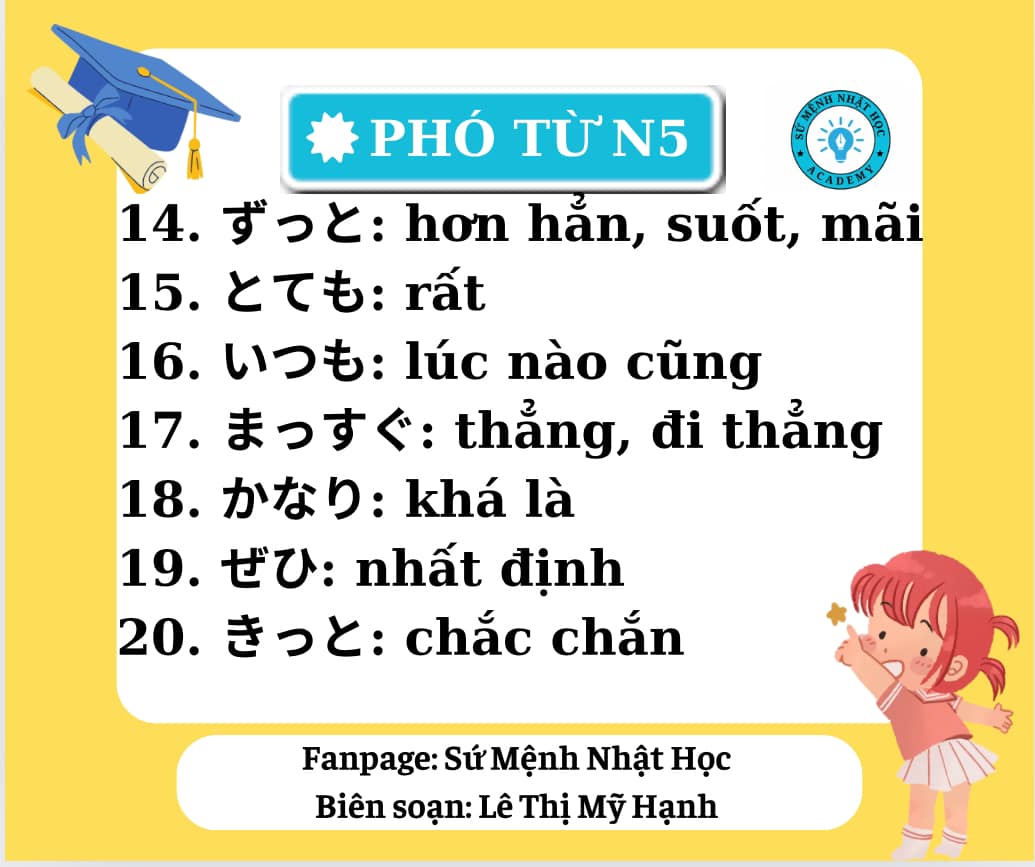 PHÓ TỪ N5
SỨ MỆNH NHẬT HỌC
ACADEMY
14. ずっと: hơn hẳn, suốt, mãi
15. とても: rất
16. いつも: lúc nào cũng
17. まっすぐ: thẳng, đi thẳng
18. かなり: khá là
19. ぜひ: nhất định
20. きっと: chắc chắn
Fanpage: Sứ Mệnh Nhật Học
Biên soạn: Lê Thị Mỹ Hạnh